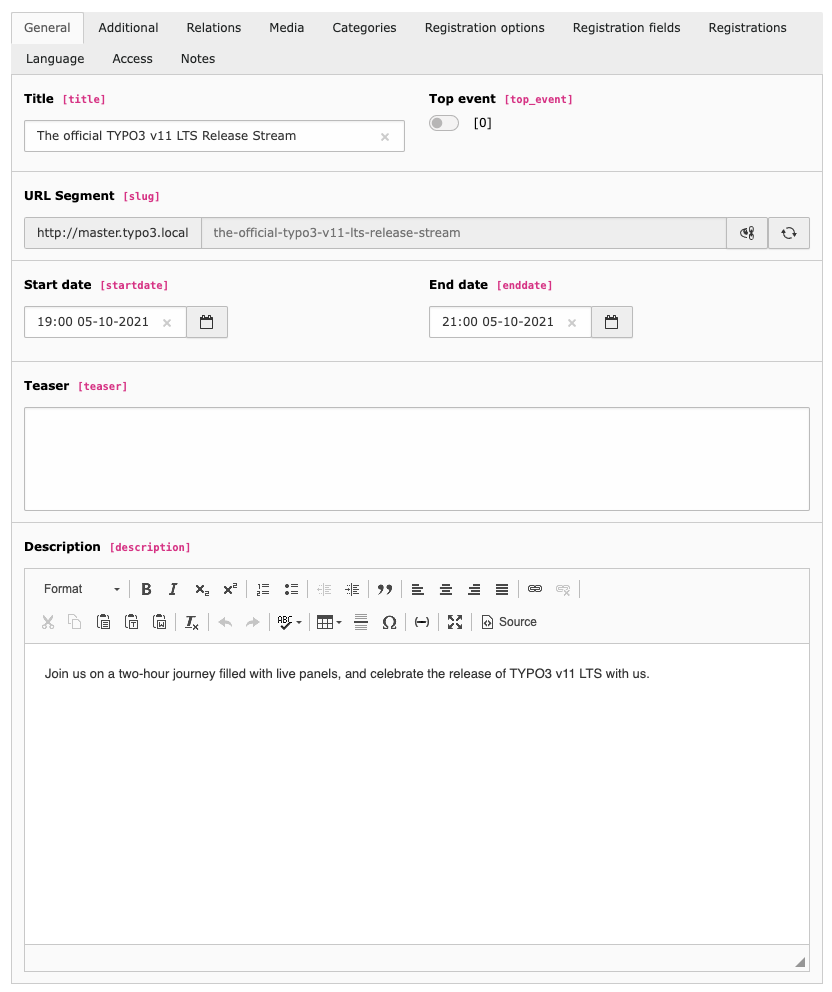 General Additional Relations Media Categories Registration options Registration fields Registrations
Language Access Notes
Title [title] Top event [top_event]
The official TYPO3 v11 LTS Release Stream × [0]
URL Segment [slug]
http://master.typo3.local the-official-typo3-v11-lts-release-stream
Start date [startdate] End date [enddate]
19:00 05-10-2021 × 21:00 05-10-2021 ×
Teaser [teaser]
Description [description]
Format B I x₂ x²
ABC Ω Source
Join us on a two-hour journey filled with live panels, and celebrate the release of TYPO3 v11 LTS with us.